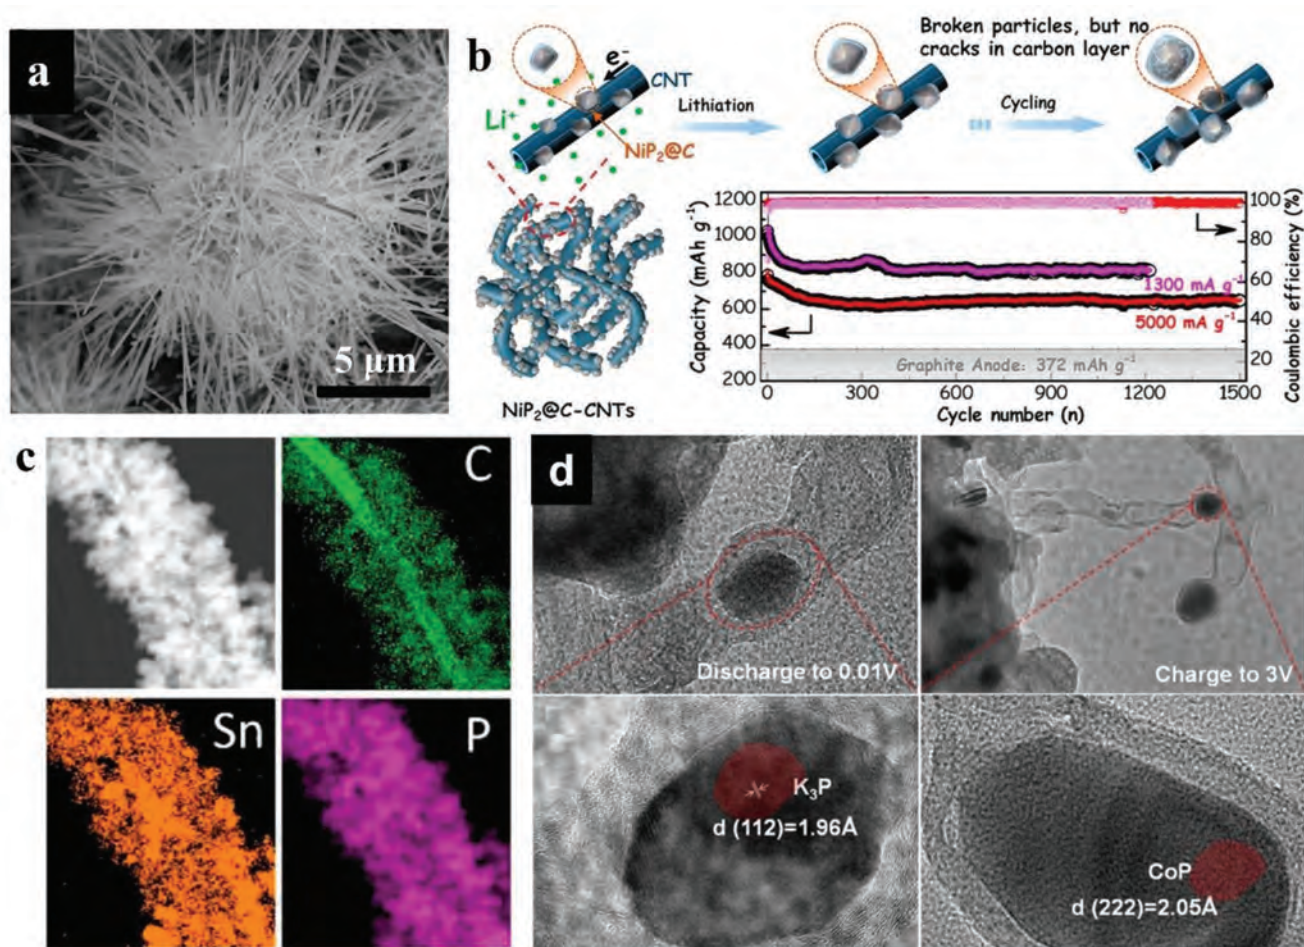 a
5 μm
b
e⁻
CNT
Li⁺
NiP₂@C
Lithiation
Broken particles, but no
cracks in carbon layer
Cycling
NiP₂@C-CNTs
Capacity (mAh g⁻¹)
1200
1000
800
600
400
200
1300 mA g⁻¹
5000 mA g⁻¹
Graphite Anode: 372 mAh g⁻¹
0
300
600
900
1200
1500
Cycle number (n)
100
80
60
40
20
Coulombic efficiency (%)
c
C
Sn
P
d
Discharge to 0.01V
Charge to 3V
K₃P
d (112)=1.96Å
CoP
d (222)=2.05Å